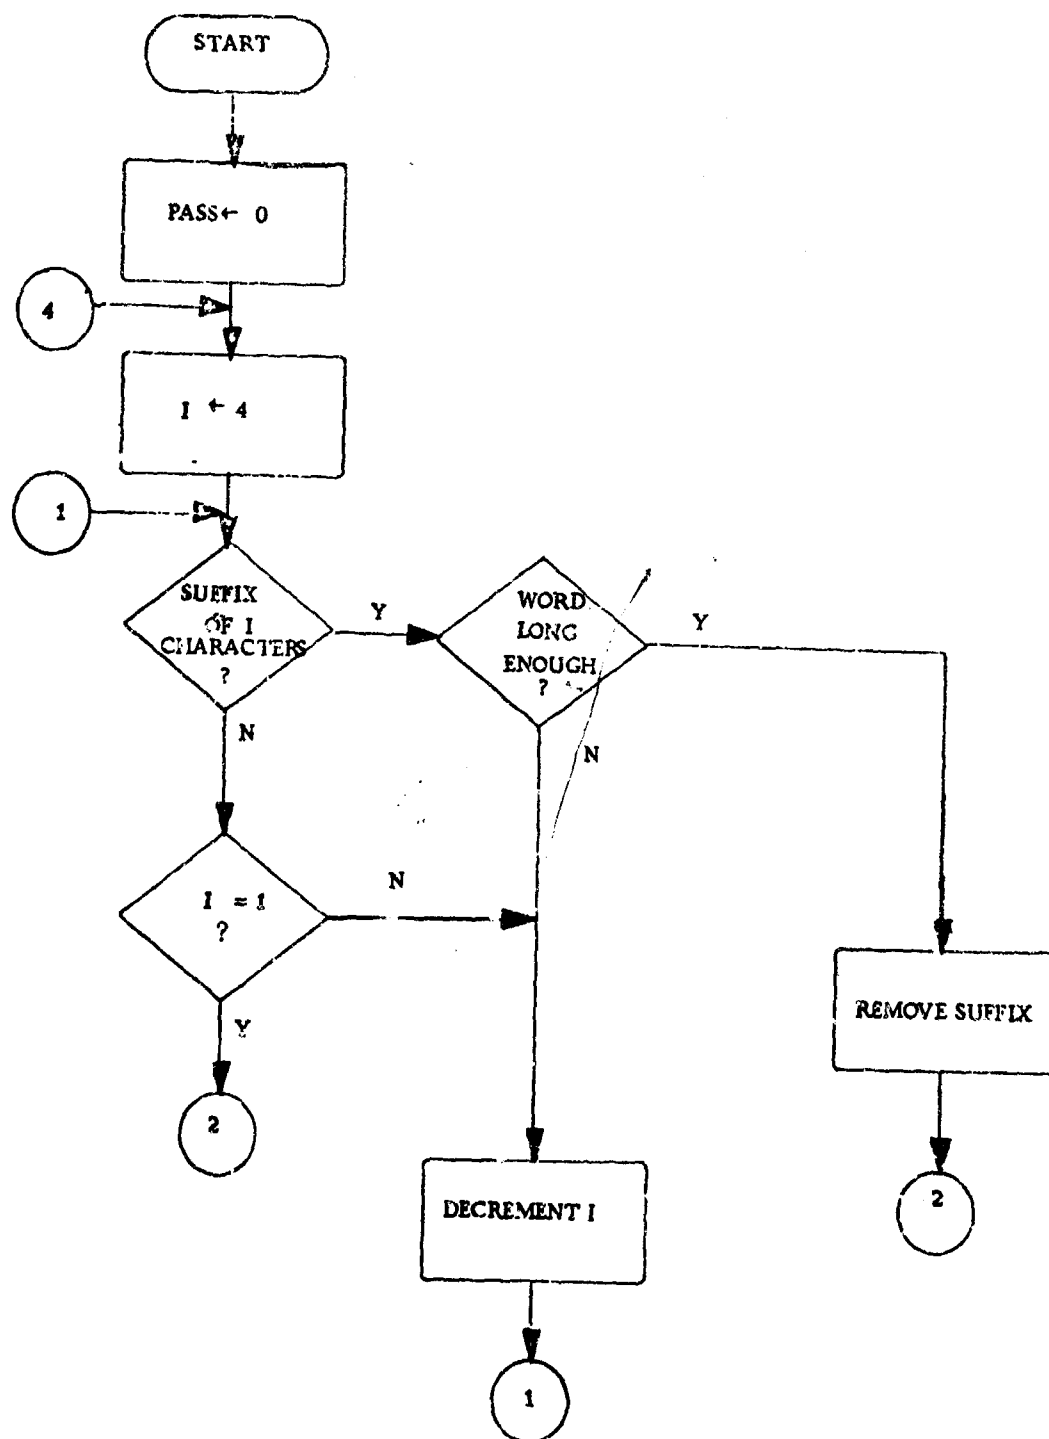 START
PASS ← 0
4
I ← 4
1
SUFFIX
OF I
CHARACTERS
?
Y
WORD
LONG
ENOUGH
?
Y
N
N
I = 1
?
N
Y
2
REMOVE SUFFIX
2
DECREMENT I
1